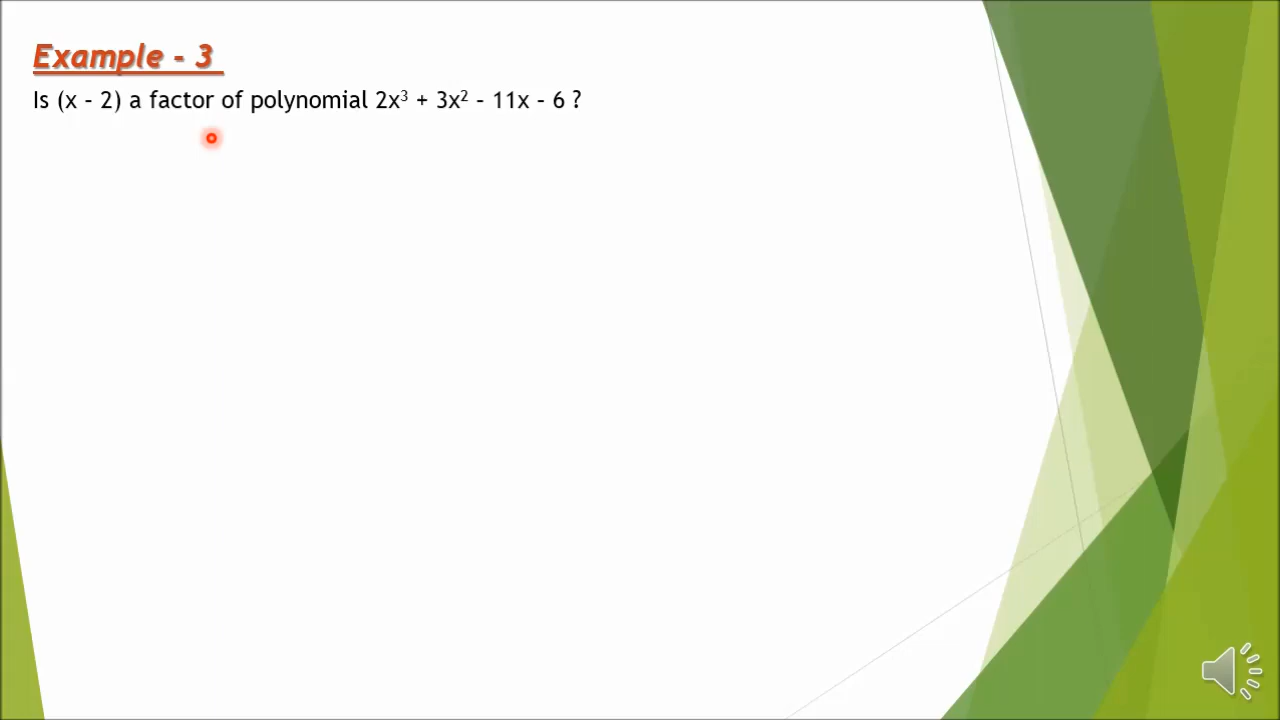 Example - 3
Is (x - 2) a factor of polynomial 2x³ + 3x² - 11x - 6 ?